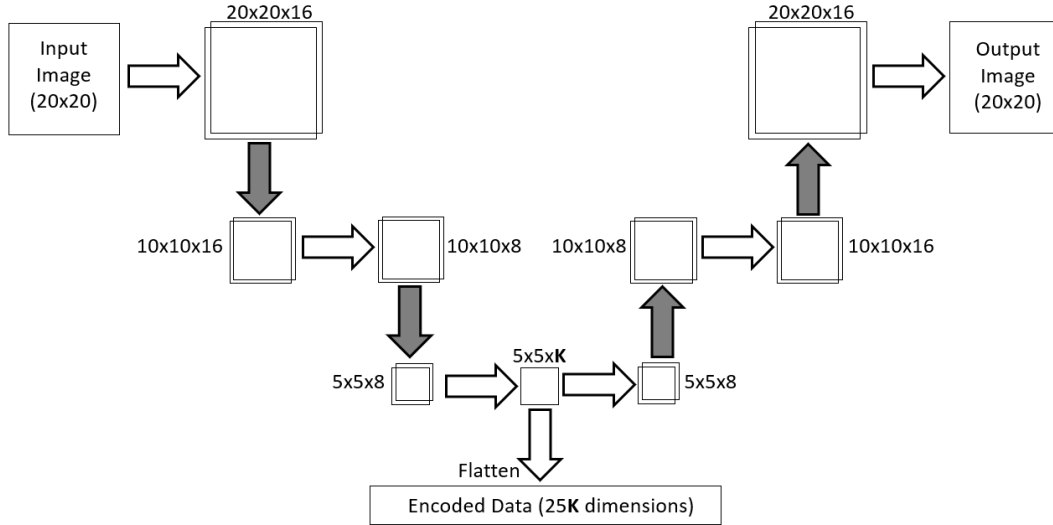 20x20x16
20x20x16
Input
Image
(20x20)
Output
Image
(20x20)
10x10x16
10x10x8
10x10x8
10x10x16
5x5xK
5x5x8
5x5x8
Flatten
Encoded Data (25K dimensions)